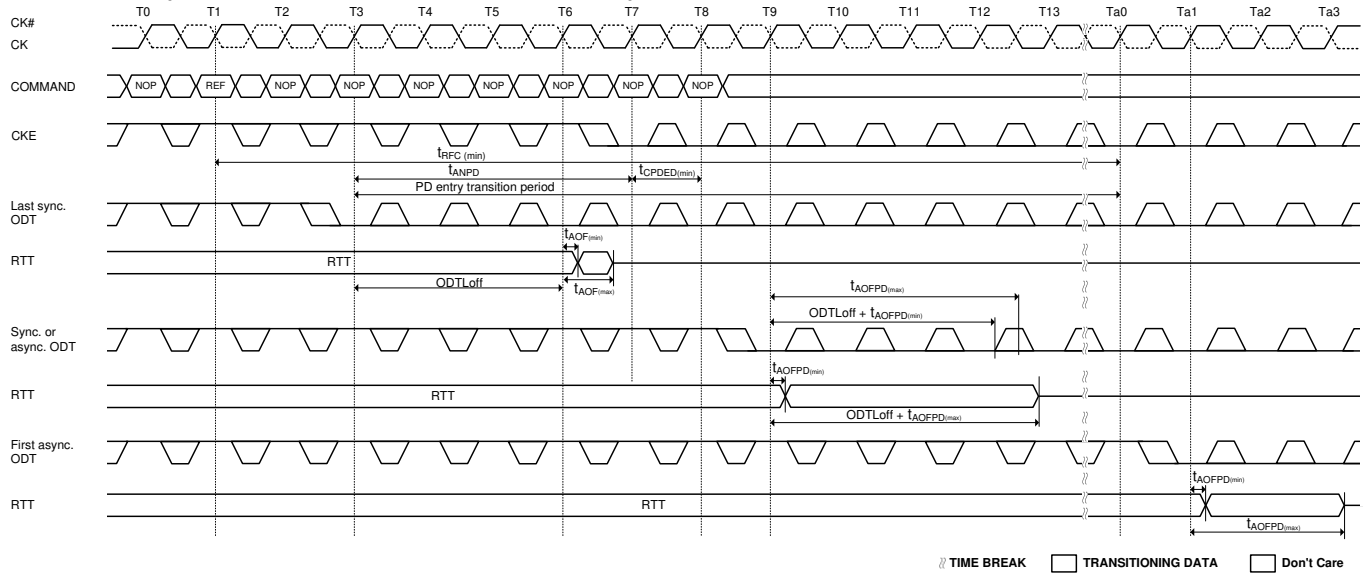 T0 T1 T2 T3 T4 T5 T6 T7 T8 T9 T10 T11 T12 T13 Ta0 Ta1 Ta2 Ta3
CK#
CK
COMMAND NOP REF NOP NOP NOP NOP NOP NOP NOP
CKE
tRFC (min)
tANPD tCPDED(min)
PD entry transition period
Last sync.
ODT
tAOF(min)
RTT RTT
ODTLoff tAOF(max)
tAOFPD(max)
ODTLoff + tAOFPD(min)
Sync. or
async. ODT
tAOFPD(min)
RTT RTT
ODTLoff + tAOFPD(max)
First async.
ODT
tAOFPD(min)
RTT RTT
tAOFPD(max)
TIME BREAK TRANSITIONING DATA Don't Care